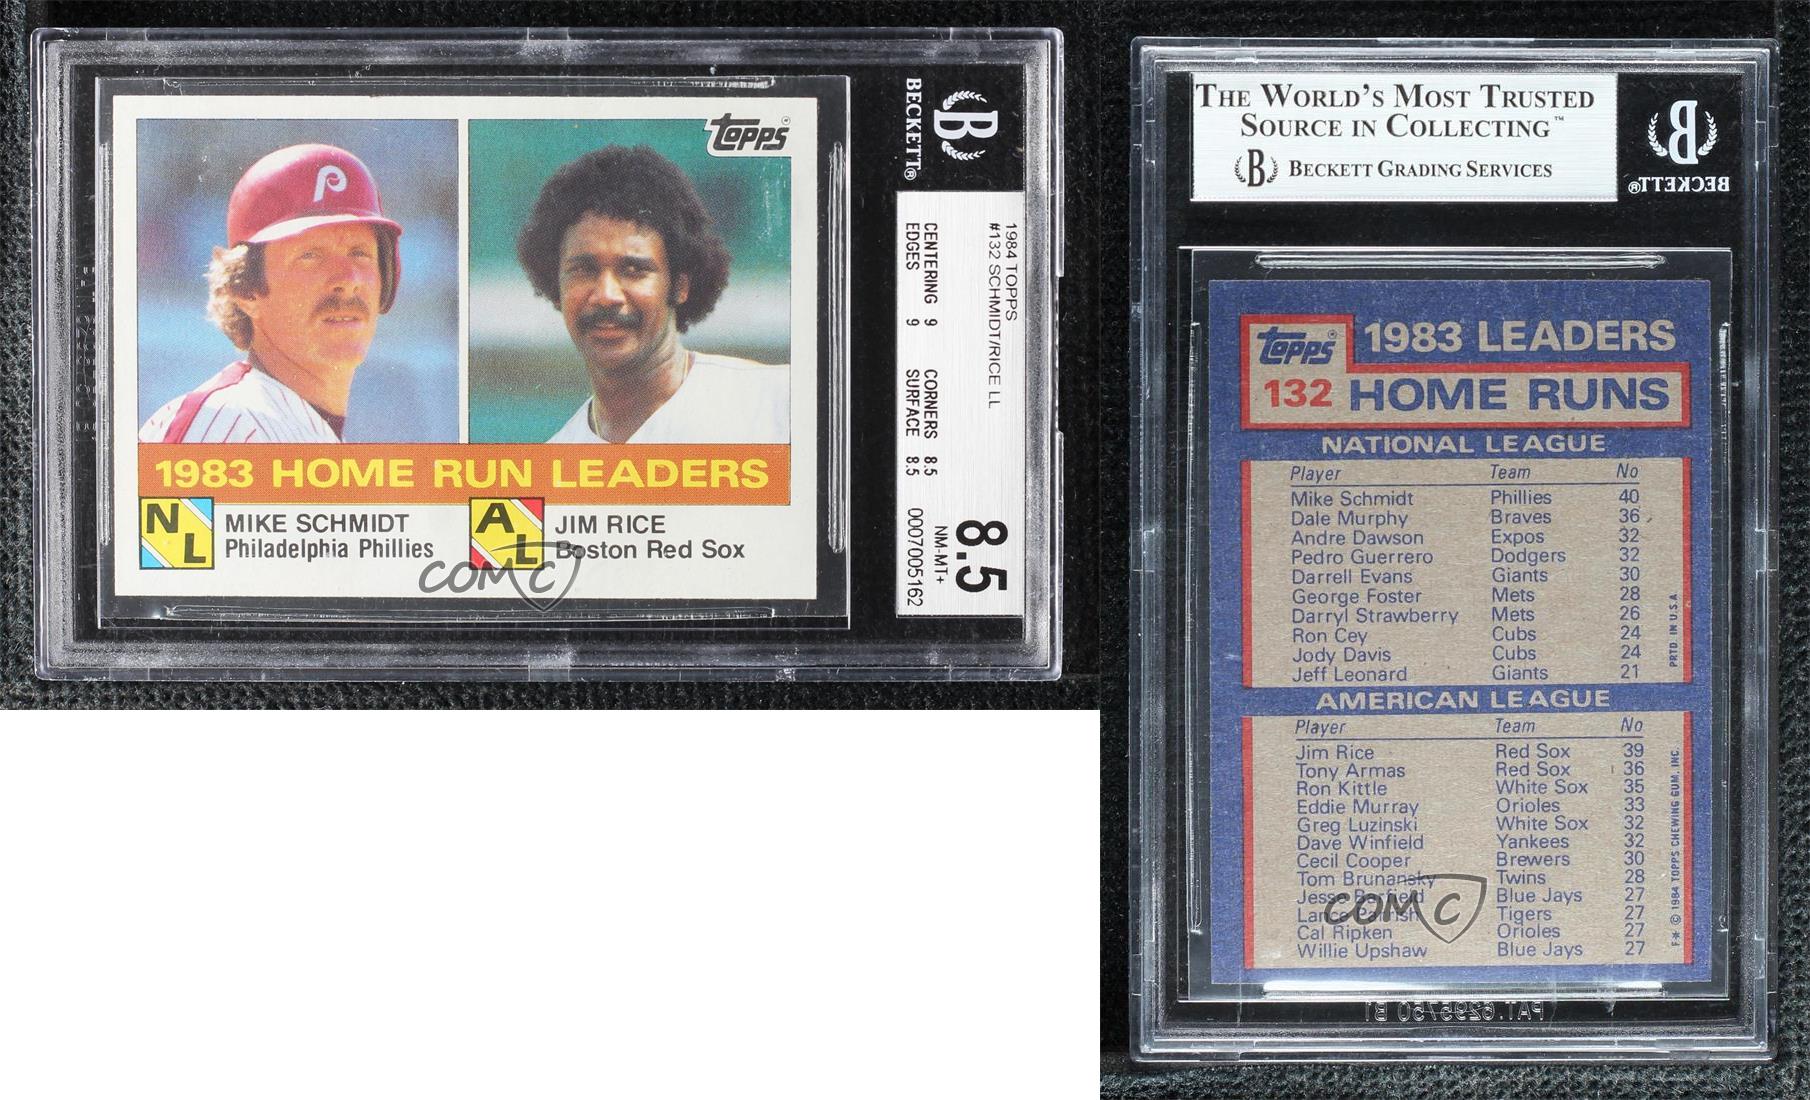 topps®
P
1983 HOME RUN LEADERS
NL
MIKE SCHMIDT
Philadelphia Phillies
AL
JIM RICE
Boston Red Sox
COMC
B
BECKETT®
1984 TOPPS
#132 SCHMIDT/RICE LL
CENTERING 9 CORNERS 8.5
EDGES 9 SURFACE 8.5
8.5
NM-MT+
0007005162
THE WORLD'S MOST TRUSTED
SOURCE IN COLLECTING™
B BECKETT GRADING SERVICES
B
BECKETT®
topps®
1983 LEADERS
132 HOME RUNS
NATIONAL LEAGUE
Player Team No
Mike Schmidt Phillies 40
Dale Murphy Braves 36
Andre Dawson Expos 32
Pedro Guerrero Dodgers 32
Darrell Evans Giants 30
George Foster Mets 28
Darryl Strawberry Mets 26
Ron Cey Cubs 24
Jody Davis Cubs 24
Jeff Leonard Giants 21
PRTD IN U.S.A
AMERICAN LEAGUE
Player Team No
Jim Rice Red Sox 39
Tony Armas Red Sox 36
Ron Kittle White Sox 35
Eddie Murray Orioles 33
Greg Luzinski White Sox 32
Dave Winfield Yankees 32
Cecil Cooper Brewers 30
Tom Brunansky Twins 28
Jesse Barfield Blue Jays 27
Lance Parrish Tigers 27
Cal Ripken Orioles 27
Willie Upshaw Blue Jays 27
F* © 1984 TOPPS CHEWING GUM, INC.
COMC
PAT. 6295750 B1